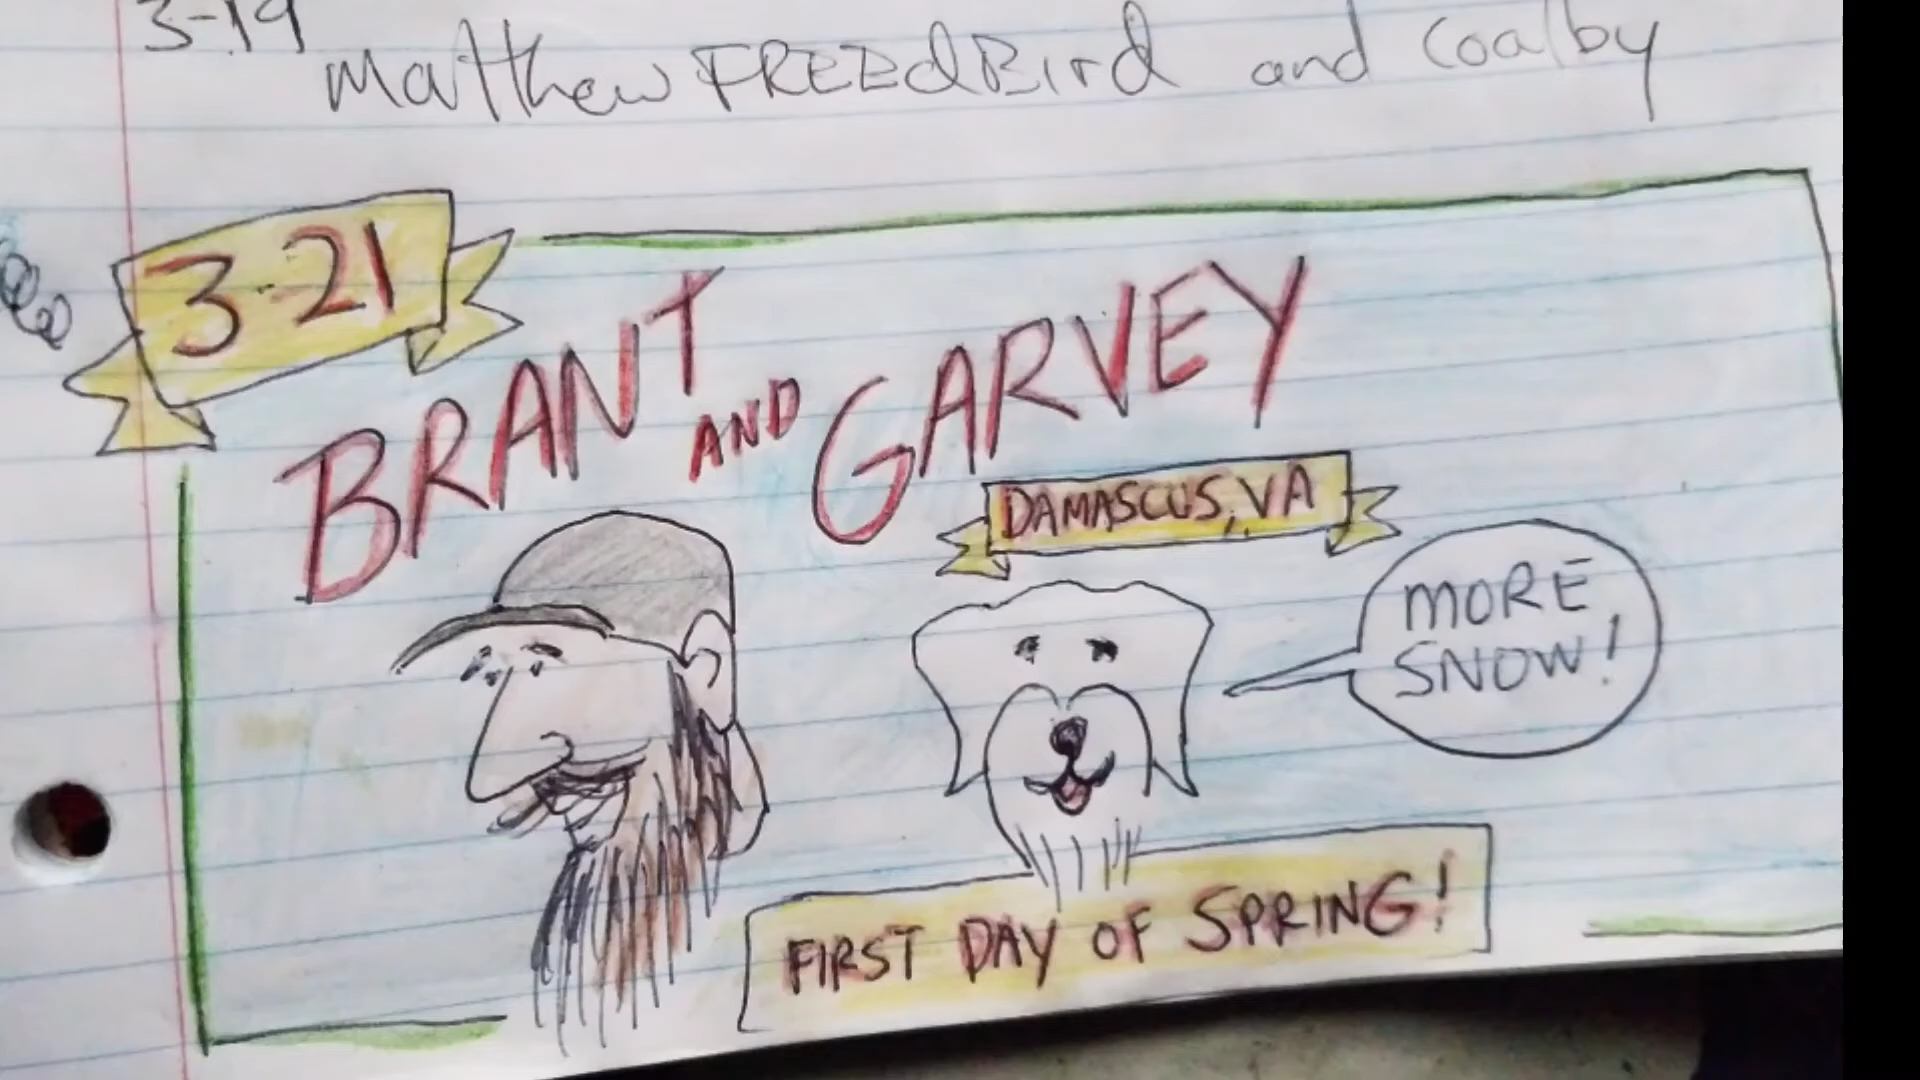 3-19
Matthew FREEdBird and Coalby
3-21
BRANT AND GARVEY
DAMASCUS, VA
MORE
SNOW!
FIRST DAY OF SPRING!